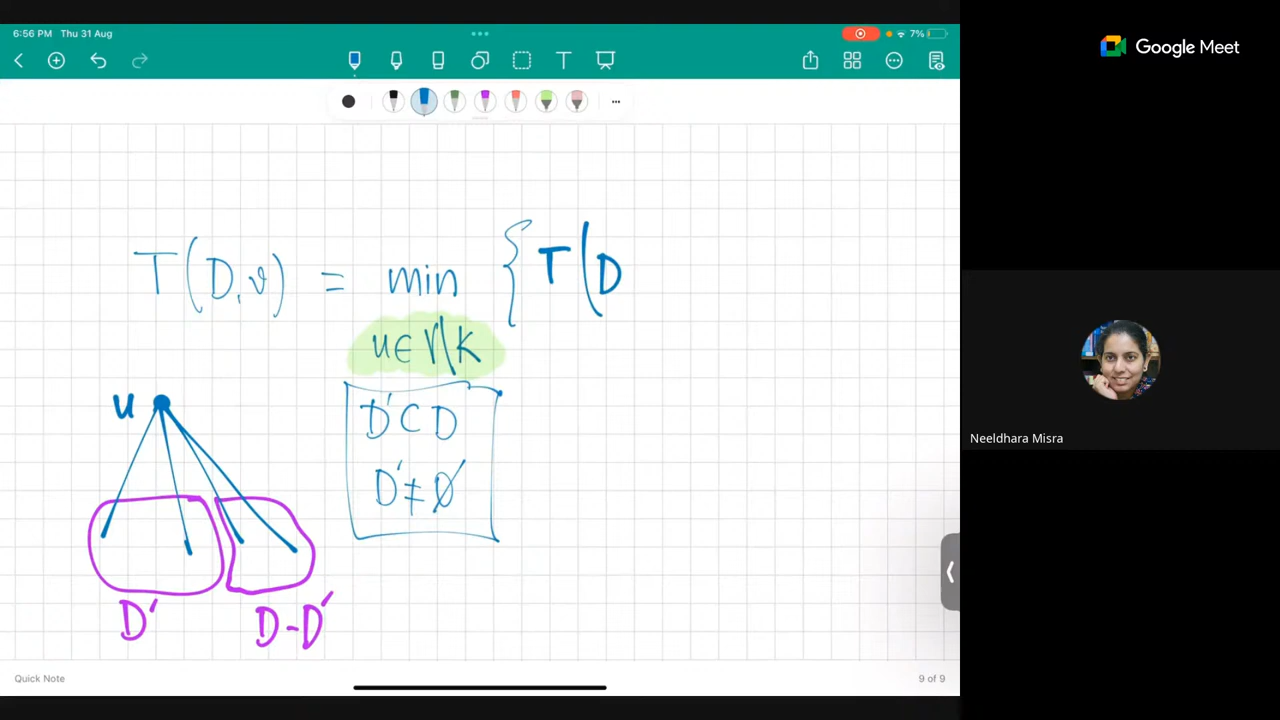 6:56 PM Thu 31 Aug
7%
Google Meet
T
T(D, v) = min { T(D
u ∈ V\K
D' ⊂ D
D' ≠ ∅
u
D'
D - D'
Neeldhara Misra
Quick Note
9 of 9